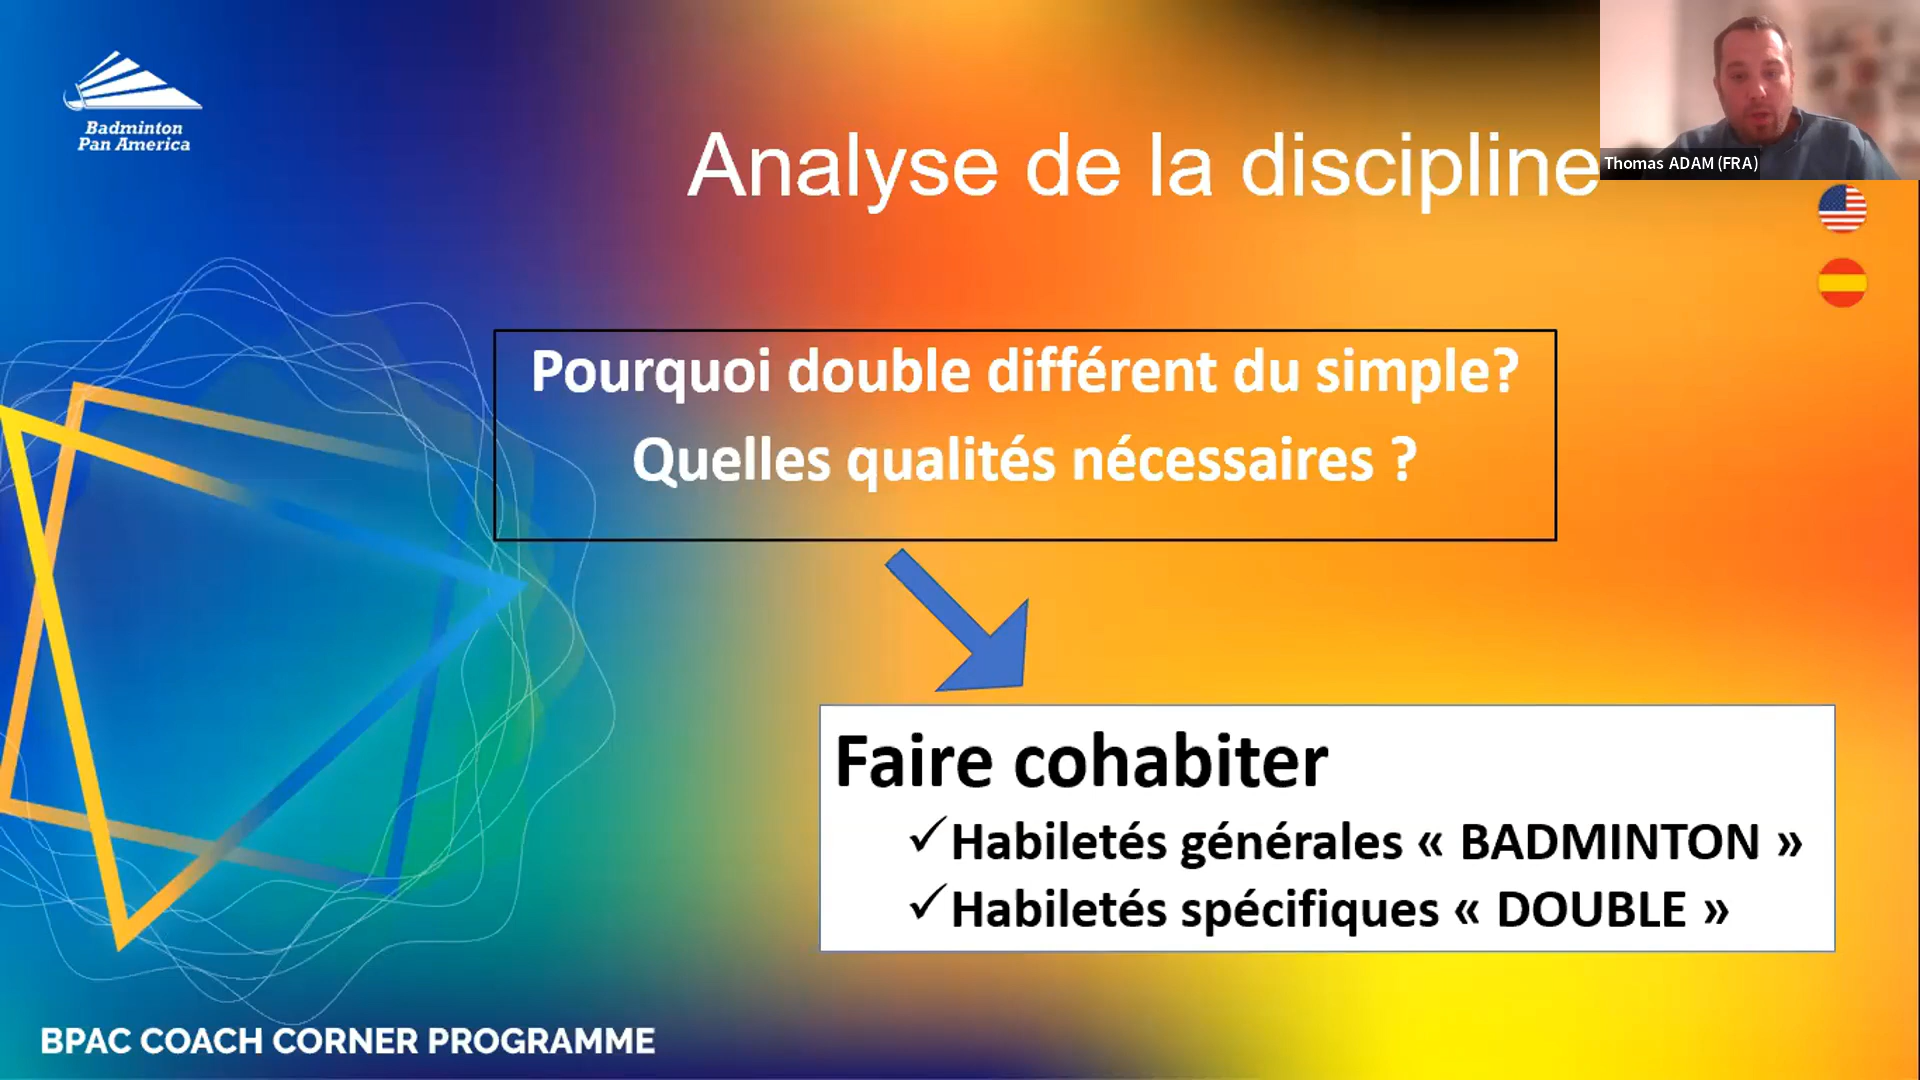 Badminton
Pan America
Analyse de la discipline
Thomas ADAM (FRA)
Pourquoi double différent du simple?
Quelles qualités nécessaires ?
Faire cohabiter
✓Habiletés générales « BADMINTON »
✓Habiletés spécifiques « DOUBLE »
BPAC COACH CORNER PROGRAMME